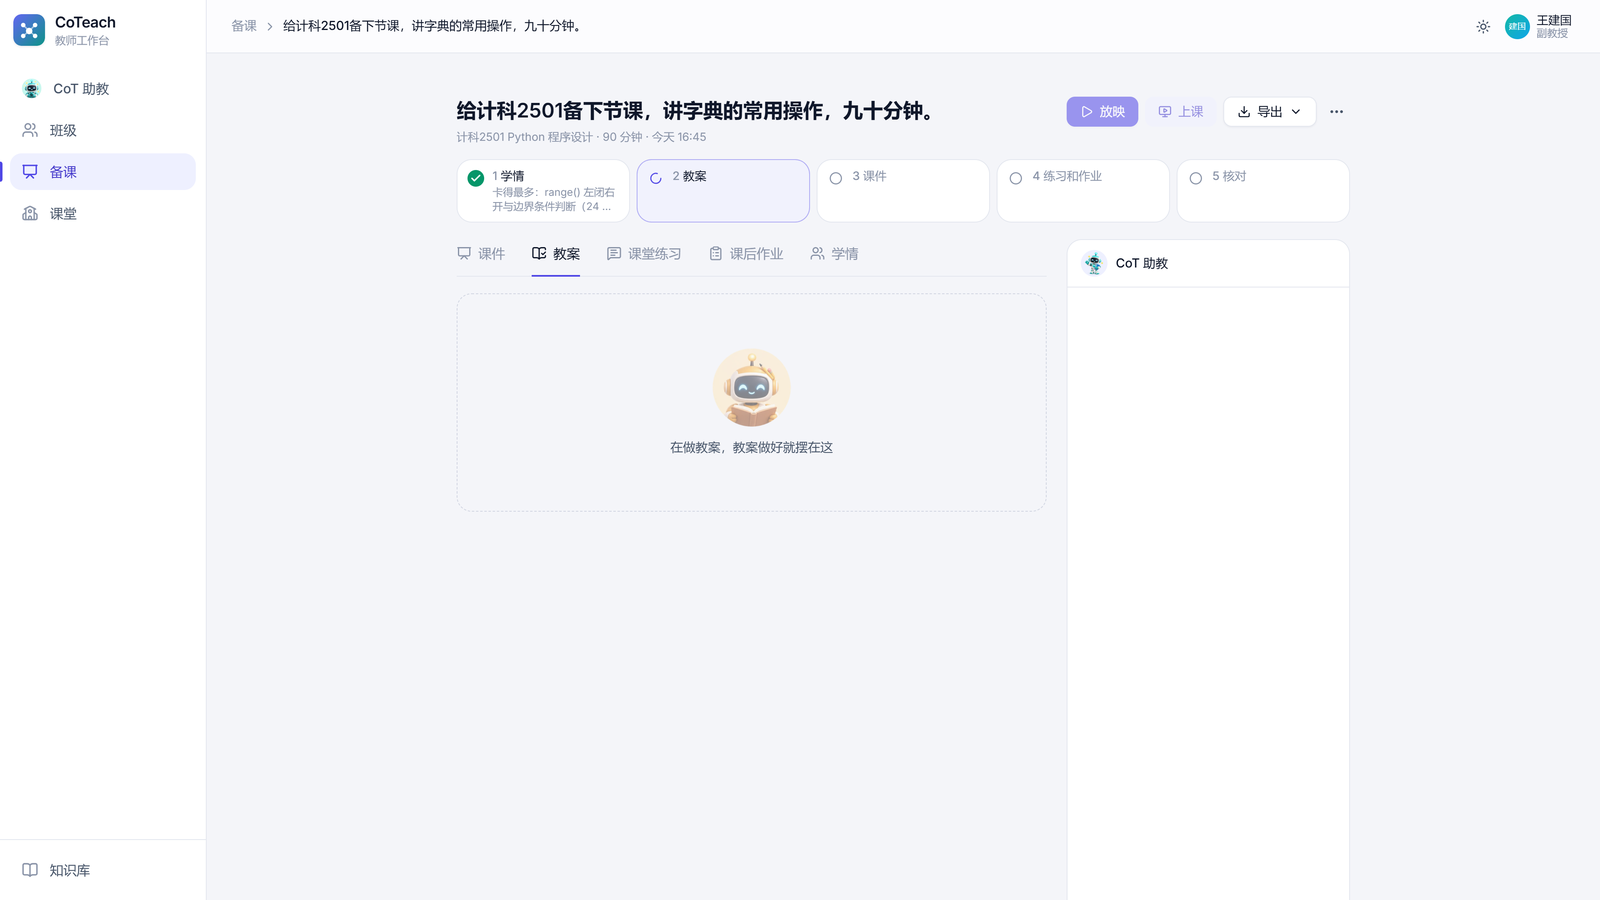 CoTeach
教师工作台
CoT 助教
班级
备课
课堂
知识库
备课
给计科2501备下节课，讲字典的常用操作，九十分钟。
建国
王建国
副教授
给计科2501备下节课，讲字典的常用操作，九十分钟。
计科2501 Python 程序设计 · 90 分钟 · 今天 16:45
放映
上课
导出
1 学情
卡得最多：range() 左闭右
开与边界条件判断（24 ...
2 教案
3 课件
4 练习和作业
5 核对
课件
教案
课堂练习
课后作业
学情
在做教案，教案做好就摆在这
CoT 助教